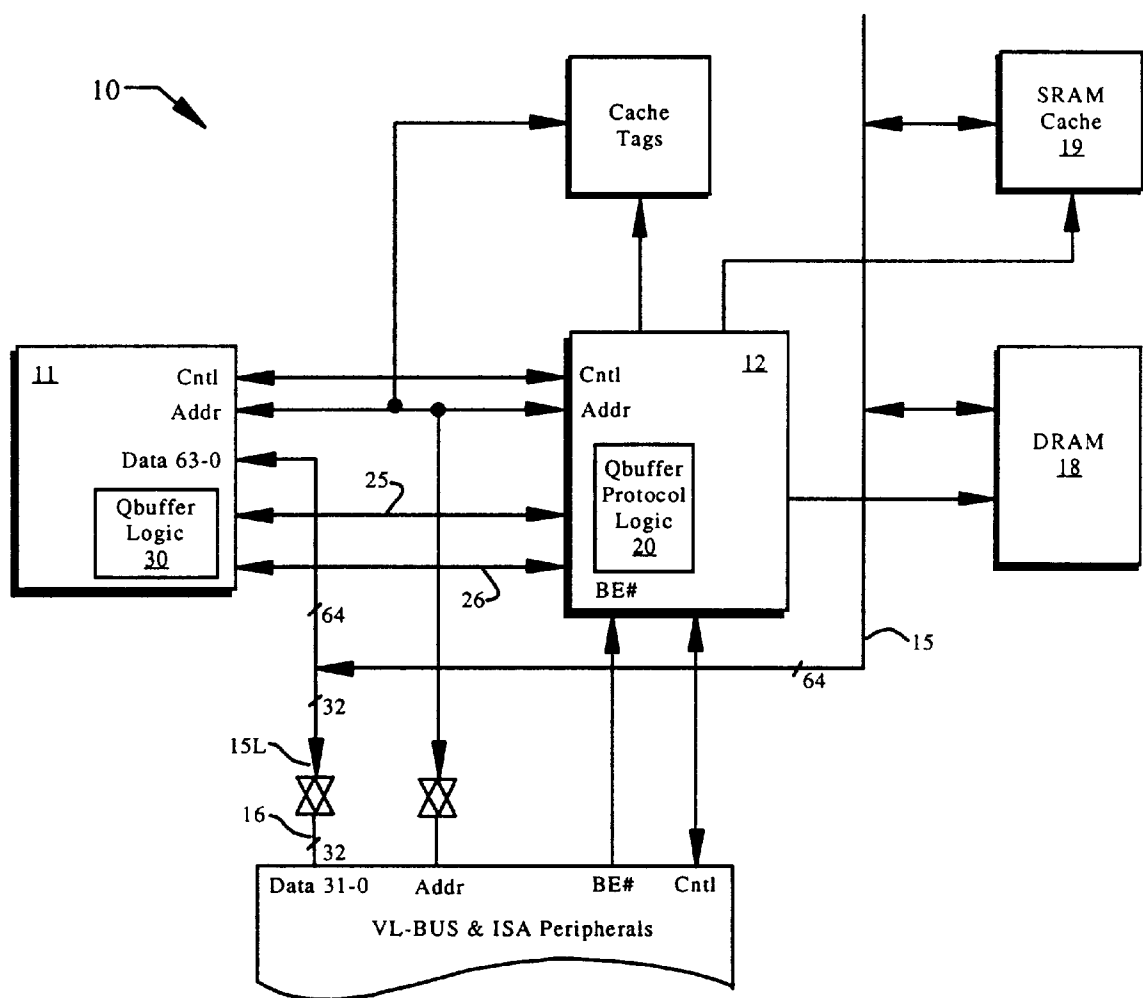 10
Cache
Tags
SRAM
Cache
19
11
Cntl
Addr
Data 63-0
Qbuffer
Logic
30
25
26
12
Cntl
Addr
Qbuffer
Protocol
Logic
20
BE#
DRAM
18
15
64
64
32
15L
16
32
Data 31-0
Addr
BE#
Cntl
VL-BUS & ISA Peripherals